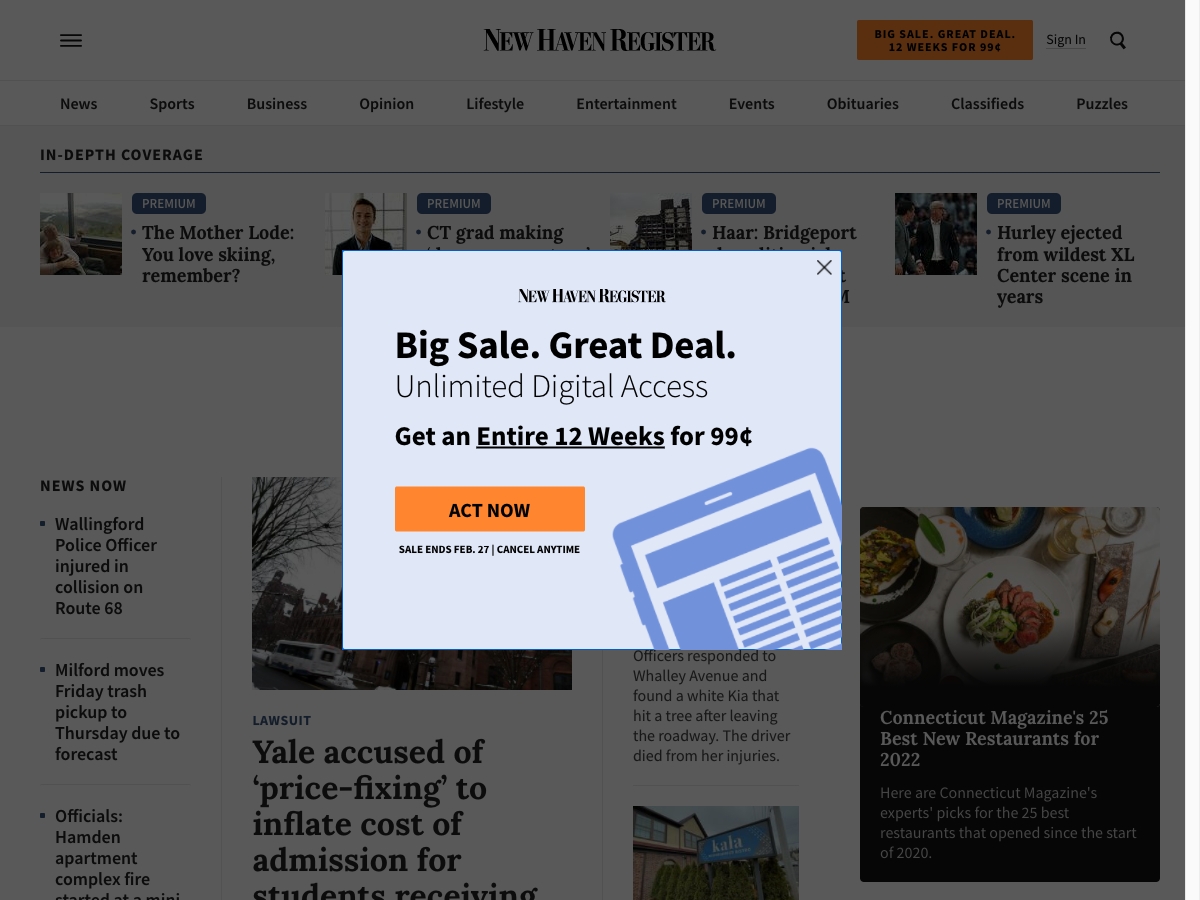 NEW HAVEN REGISTER
BIG SALE. GREAT DEAL.
12 WEEKS FOR 99¢
Sign In
News
Sports
Business
Opinion
Lifestyle
Entertainment
Events
Obituaries
Classifieds
Puzzles
IN-DEPTH COVERAGE
PREMIUM
The Mother Lode:
You love skiing,
remember?
PREMIUM
CT grad making
PREMIUM
Haar: Bridgeport
PREMIUM
Hurley ejected
from wildest XL
Center scene in
years
NEW HAVEN REGISTER
Big Sale. Great Deal.
Unlimited Digital Access
Get an Entire 12 Weeks for 99¢
ACT NOW
SALE ENDS FEB. 27 | CANCEL ANYTIME
NEWS NOW
Wallingford
Police Officer
injured in
collision on
Route 68
Milford moves
Friday trash
pickup to
Thursday due to
forecast
Officials:
Hamden
apartment
complex fire
started at a mini
LAWSUIT
Yale accused of
‘price-fixing’ to
inflate cost of
admission for
students receiving
Officers responded to
Whalley Avenue and
found a white Kia that
hit a tree after leaving
the roadway. The driver
died from her injuries.
kala
Connecticut Magazine's 25
Best New Restaurants for
2022
Here are Connecticut Magazine's
experts' picks for the 25 best
restaurants that opened since the start
of 2020.